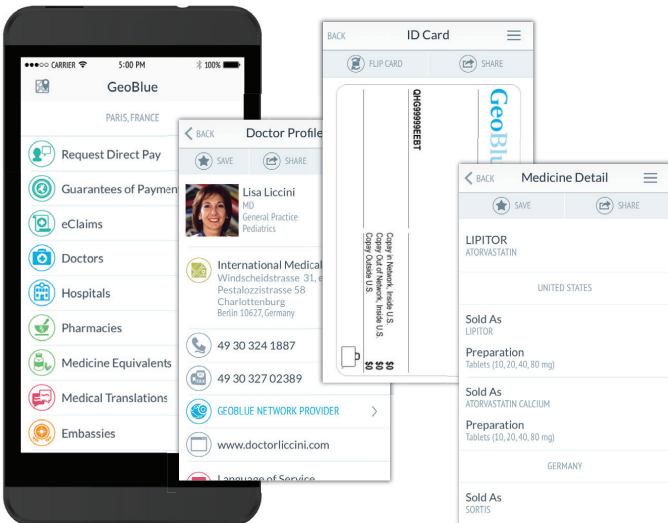 CARRIER
5:00 PM
100%
GeoBlue
PARIS, FRANCE
Request Direct Pay
Guarantees of Paymen
eClaims
Doctors
Hospitals
Pharmacies
Medicine Equivalents
Medical Translations
Embassies
BACK
Doctor Profile
SAVE
SHARE
Lisa Liccini
MD
General Practice
Pediatrics
International Medical
Windscheidstrasse 31, e
Pestalozzistrasse 58
Charlottenburg
Berlin 10627, Germany
49 30 324 1887
49 30 327 02389
GEOBLUE NETWORK PROVIDER
www.doctorliccini.com
Language of Service
BACK
ID Card
FLIP CARD
SHARE
GeoBlu
QHG99999EEBT
Copay in Network, Inside U.S. $0
Copay Out of Network, Inside U.S. $0
Copay Outside U.S. $0
BACK
Medicine Detail
SAVE
SHARE
LIPITOR
ATORVASTATIN
UNITED STATES
Sold As
LIPITOR
Preparation
Tablets (10, 20, 40, 80 mg)
Sold As
ATORVASTATIN CALCIUM
Preparation
Tablets (10, 20, 40, 80 mg)
GERMANY
Sold As
SORTIS